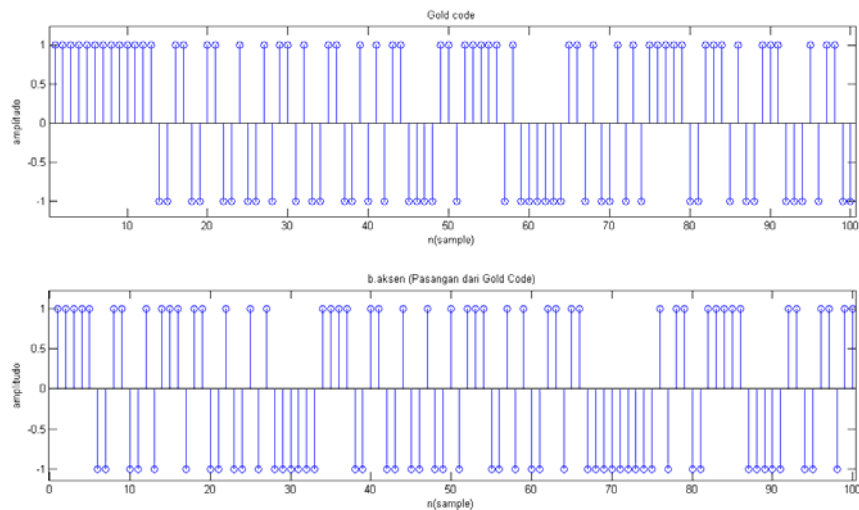 Gold code
1
0.5
0
-0.5
-1
amplitudo
10 20 30 40 50 60 70 80 90 100
n(sample)
b.aksen (Pasangan dari Gold Code)
1
0.5
0
-0.5
-1
amplitudo
0 10 20 30 40 50 60 70 80 90 100
n(sample)